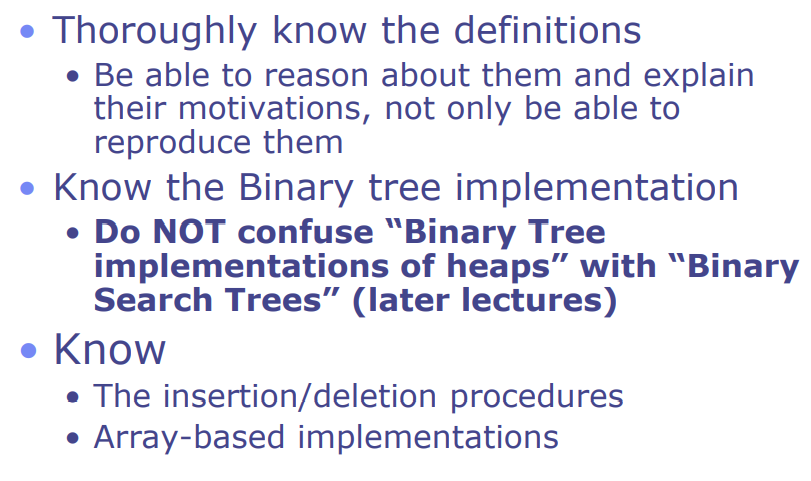 • Thoroughly know the definitions
• Be able to reason about them and explain
their motivations, not only be able to
reproduce them
• Know the Binary tree implementation
• Do NOT confuse “Binary Tree
implementations of heaps” with “Binary
Search Trees” (later lectures)
• Know
• The insertion/deletion procedures
• Array-based implementations